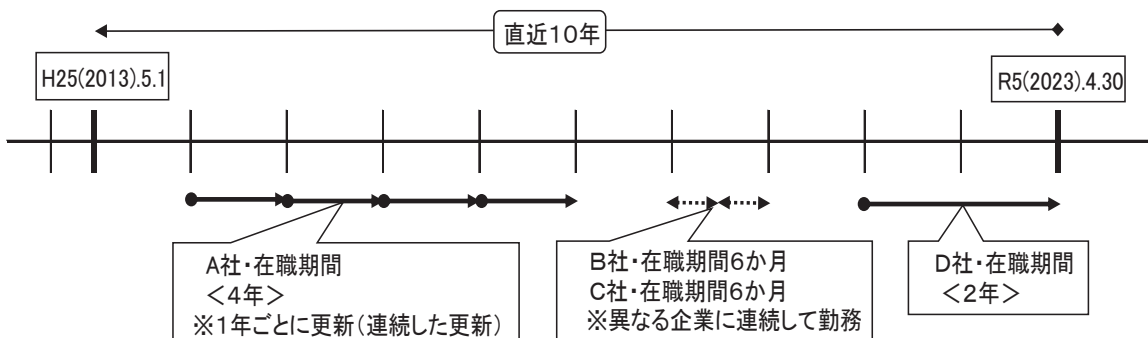 直近10年
H25(2013).5.1
R5(2023).4.30
A社・在職期間
＜4年＞
※1年ごとに更新(連続した更新)
B社・在職期間6か月
C社・在職期間6か月
※異なる企業に連続して勤務
D社・在職期間
＜2年＞